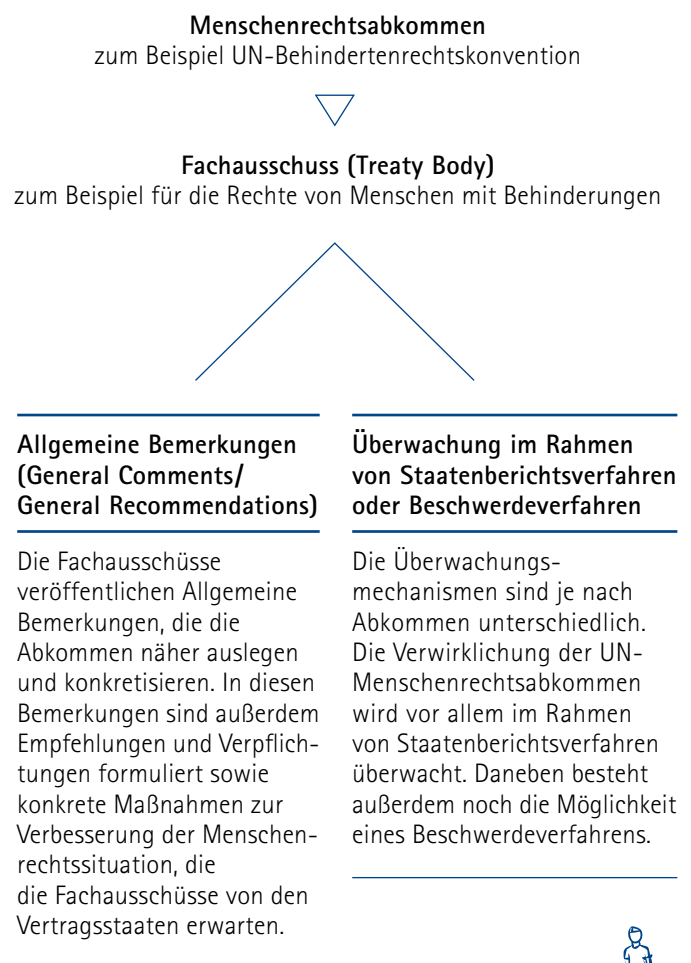 Menschenrechtsabkommen
zum Beispiel UN-Behindertenrechtskonvention
Fachausschuss (Treaty Body)
zum Beispiel für die Rechte von Menschen mit Behinderungen
Allgemeine Bemerkungen
(General Comments/
General Recommendations)
Die Fachausschüsse
veröffentlichen Allgemeine
Bemerkungen, die die
Abkommen näher auslegen
und konkretisieren. In diesen
Bemerkungen sind außerdem
Empfehlungen und Verpflich-
tungen formuliert sowie
konkrete Maßnahmen zur
Verbesserung der Menschen-
rechtssituation, die
die Fachausschüsse von den
Vertragsstaaten erwarten.
Überwachung im Rahmen
von Staatenberichtsverfahren
oder Beschwerdeverfahren
Die Überwachungs-
mechanismen sind je nach
Abkommen unterschiedlich.
Die Verwirklichung der UN-
Menschenrechtsabkommen
wird vor allem im Rahmen
von Staatenberichtsverfahren
überwacht. Daneben besteht
außerdem noch die Möglichkeit
eines Beschwerdeverfahrens.